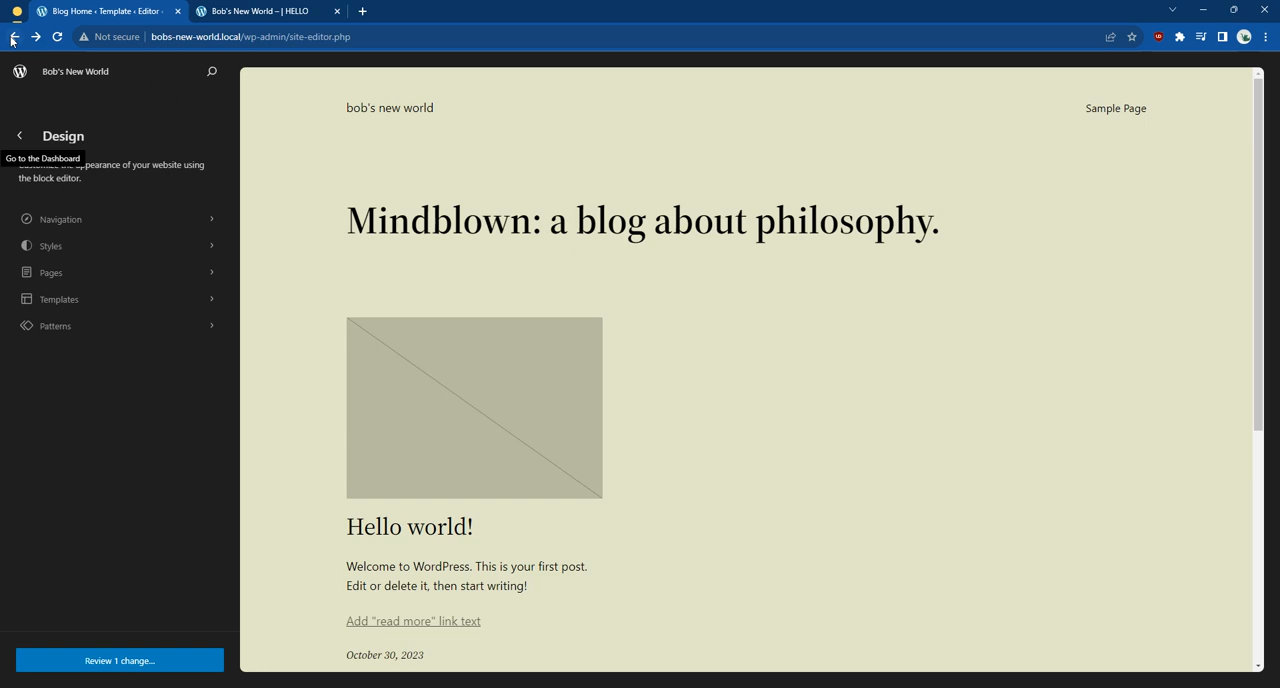 Blog Home ‹ Template ‹ Editor
Bob's New World – | HELLO
Not secure
bobs-new-world.local/wp-admin/site-editor.php
Bob's New World
Design
Go to the Dashboard
appearance of your website using
the block editor.
Navigation
Styles
Pages
Templates
Patterns
Review 1 change...
bob's new world
Sample Page
Mindblown: a blog about philosophy.
Hello world!
Welcome to WordPress. This is your first post.
Edit or delete it, then start writing!
Add "read more" link text
October 30, 2023